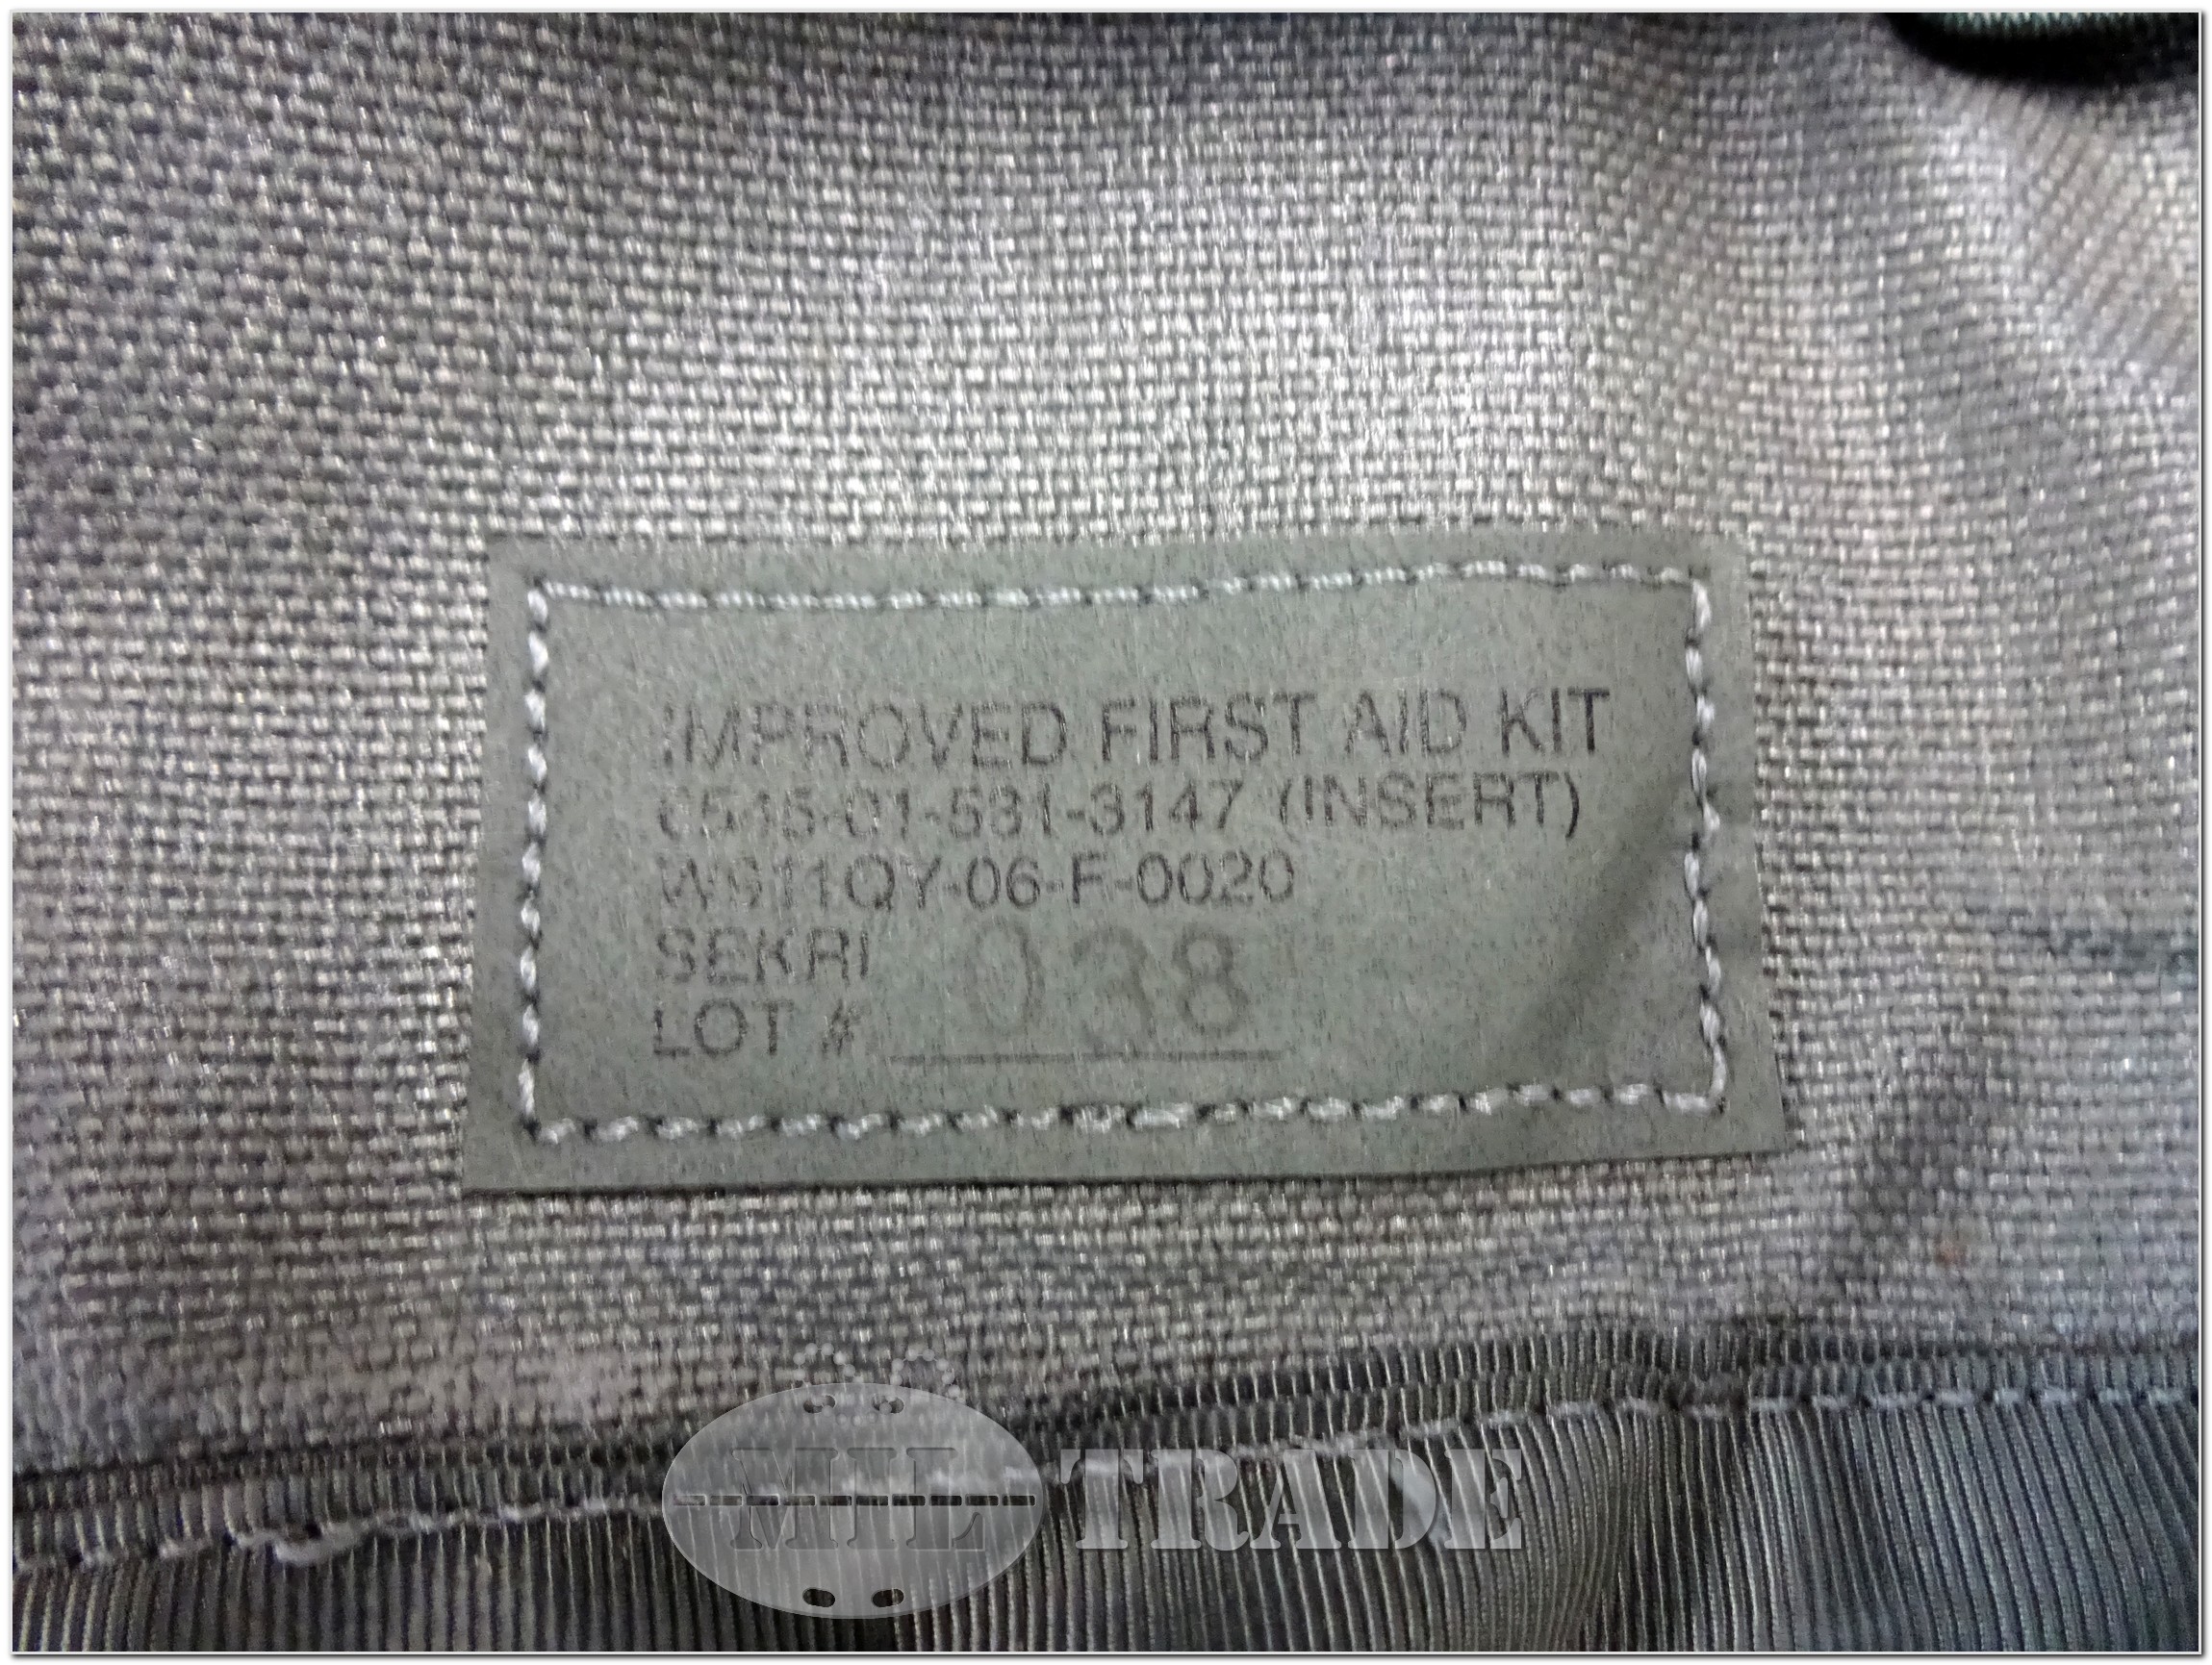 IMPROVED FIRST AID KIT
6545-01-531-3147 (INSERT)
W911QY-06-F-0020
SEKRI
LOT # 038
MIL TRADE